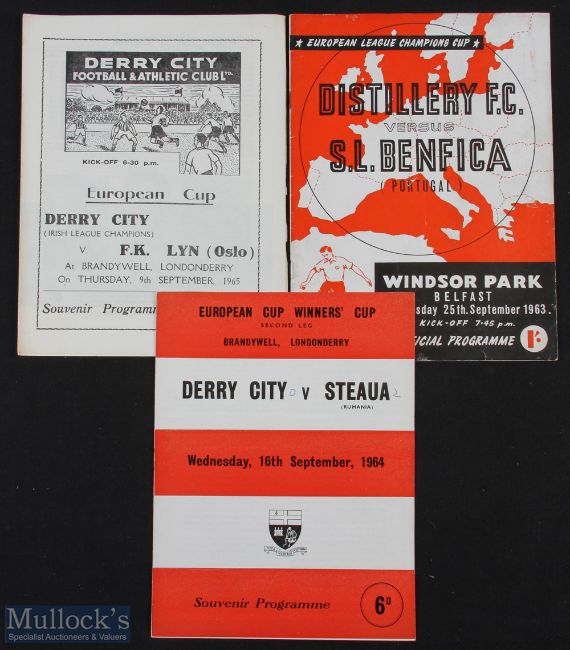 DERRY CITY
FOOTBALL & ATHLETIC CLUB LTD.
KICK-OFF 6-30 p.m.
European Cup
DERRY CITY
(IRISH LEAGUE CHAMPIONS)
V F.K. LYN (Oslo)
At BRANDYWELL, LONDONDERRY
On THURSDAY, 9th SEPTEMBER, 1965
Souvenir Programme
★ EUROPEAN LEAGUE CHAMPIONS CUP ★
DISTILLERY F.C.
VERSUS
S.L. BENFICA
(PORTUGAL)
WINDSOR PARK
BELFAST
sday 25th. September 1963.
KICK-OFF 7-45 p.m.
FICIAL PROGRAMME
1/-
EUROPEAN CUP WINNERS' CUP
SECOND LEG
BRANDYWELL, LONDONDERRY
DERRY CITY 0 V STEAUA 2
(RUMANIA)
Wednesday, 16th September, 1964
Souvenir Programme
6D
Mullock's
Specialist Auctioneers & Valuers